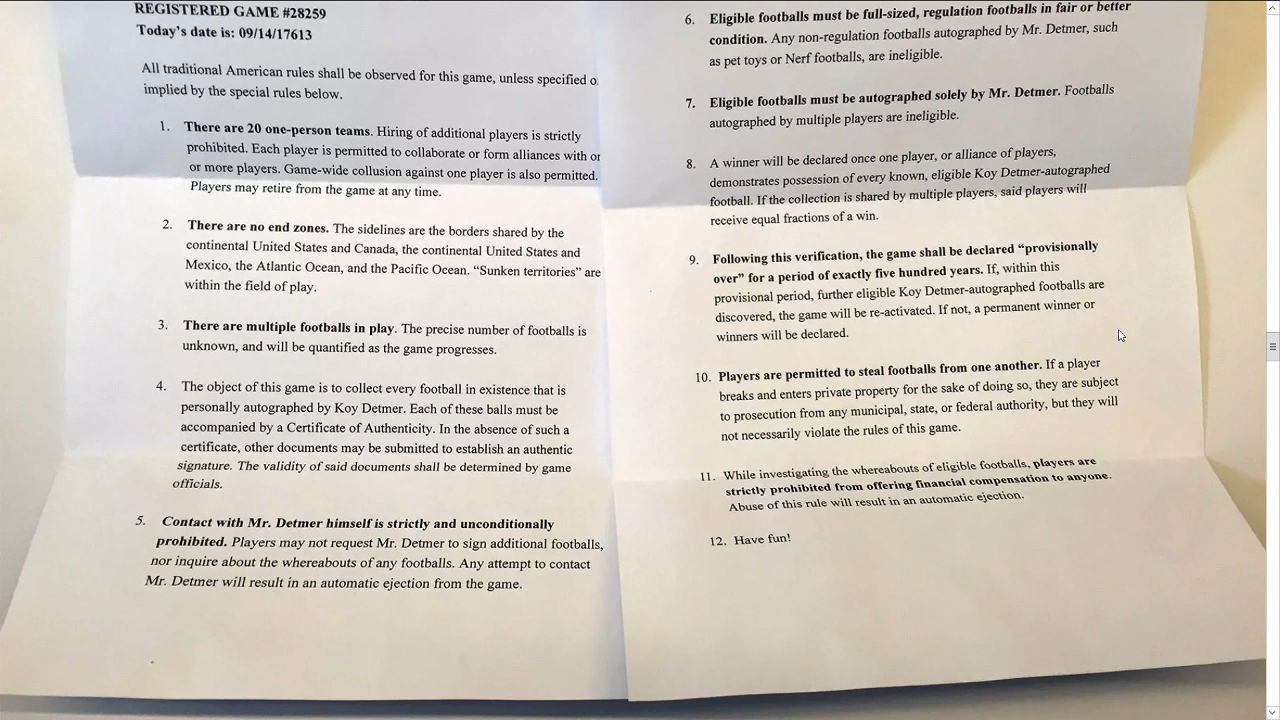 REGISTERED GAME #28259
Today's date is: 09/14/17613
All traditional American rules shall be observed for this game, unless specified o
implied by the special rules below.
1. There are 20 one-person teams. Hiring of additional players is strictly
prohibited. Each player is permitted to collaborate or form alliances with or
or more players. Game-wide collusion against one player is also permitted.
Players may retire from the game at any time.
2. There are no end zones. The sidelines are the borders shared by the
continental United States and Canada, the continental United States and
Mexico, the Atlantic Ocean, and the Pacific Ocean. "Sunken territories" are
within the field of play.
3. There are multiple footballs in play. The precise number of footballs is
unknown, and will be quantified as the game progresses.
4. The object of this game is to collect every football in existence that is
personally autographed by Koy Detmer. Each of these balls must be
accompanied by a Certificate of Authenticity. In the absence of such a
certificate, other documents may be submitted to establish an authentic
signature. The validity of said documents shall be determined by game
officials.
5. Contact with Mr. Detmer himself is strictly and unconditionally
prohibited. Players may not request Mr. Detmer to sign additional footballs,
nor inquire about the whereabouts of any footballs. Any attempt to contact
Mr. Detmer will result in an automatic ejection from the game.
6. Eligible footballs must be full-sized, regulation footballs in fair or better
condition. Any non-regulation footballs autographed by Mr. Detmer, such
as pet toys or Nerf footballs, are ineligible.
7. Eligible footballs must be autographed solely by Mr. Detmer. Footballs
autographed by multiple players are ineligible.
8. A winner will be declared once one player, or alliance of players,
demonstrates possession of every known, eligible Koy Detmer-autographed
football. If the collection is shared by multiple players, said players will
receive equal fractions of a win.
9. Following this verification, the game shall be declared "provisionally
over" for a period of exactly five hundred years. If, within this
provisional period, further eligible Koy Detmer-autographed footballs are
discovered, the game will be re-activated. If not, a permanent winner or
winners will be declared.
10. Players are permitted to steal footballs from one another. If a player
breaks and enters private property for the sake of doing so, they are subject
to prosecution from any municipal, state, or federal authority, but they will
not necessarily violate the rules of this game.
11. While investigating the whereabouts of eligible footballs, players are
strictly prohibited from offering financial compensation to anyone.
Abuse of this rule will result in an automatic ejection.
12. Have fun!